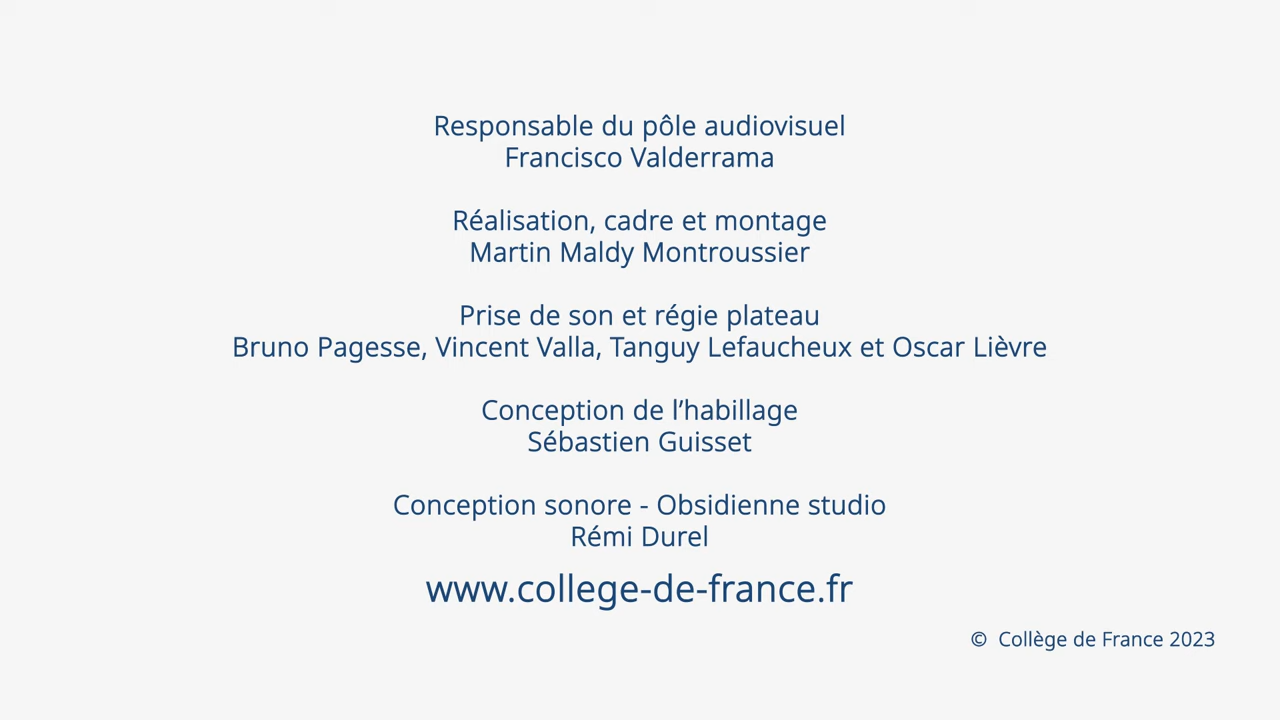 Responsable du pôle audiovisuel
Francisco Valderrama
Réalisation, cadre et montage
Martin Maldy Montroussier
Prise de son et régie plateau
Bruno Pagesse, Vincent Valla, Tanguy Lefaucheux et Oscar Lièvre
Conception de l’habillage
Sébastien Guisset
Conception sonore - Obsidienne studio
Rémi Durel
www.college-de-france.fr
© Collège de France 2023